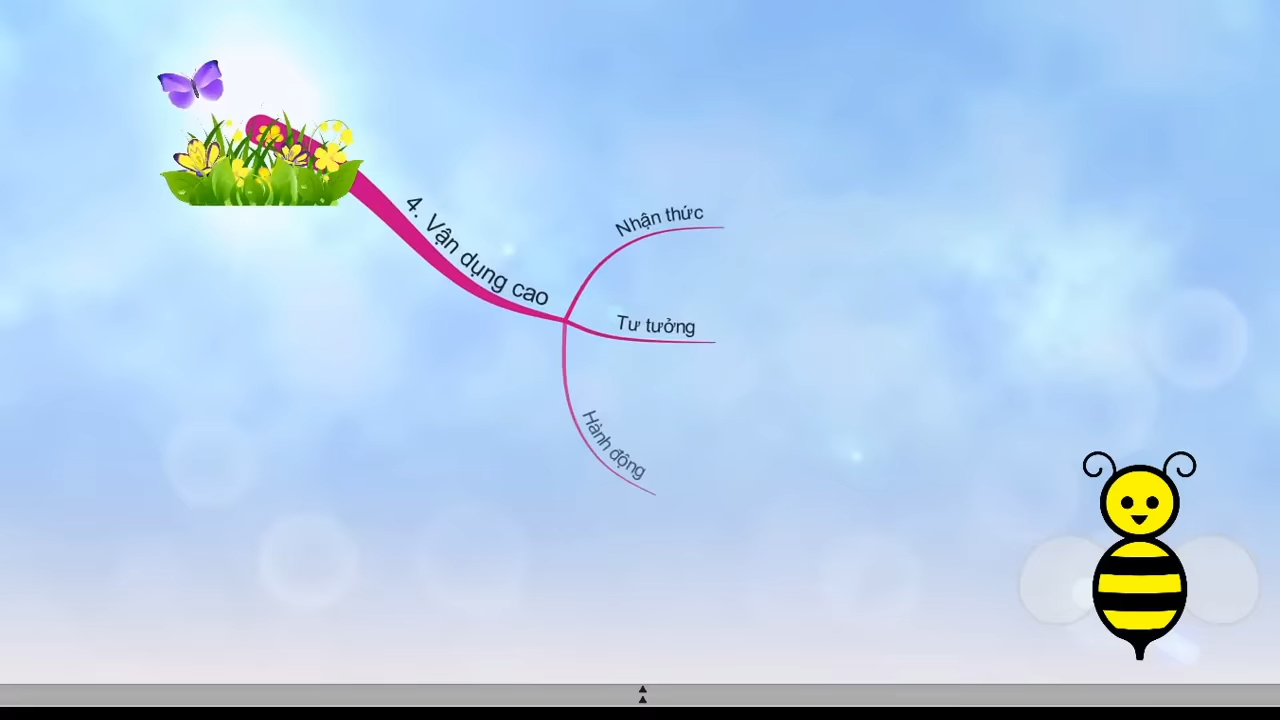 4. Vận dụng cao
Nhận thức
Tư tưởng
Hành động